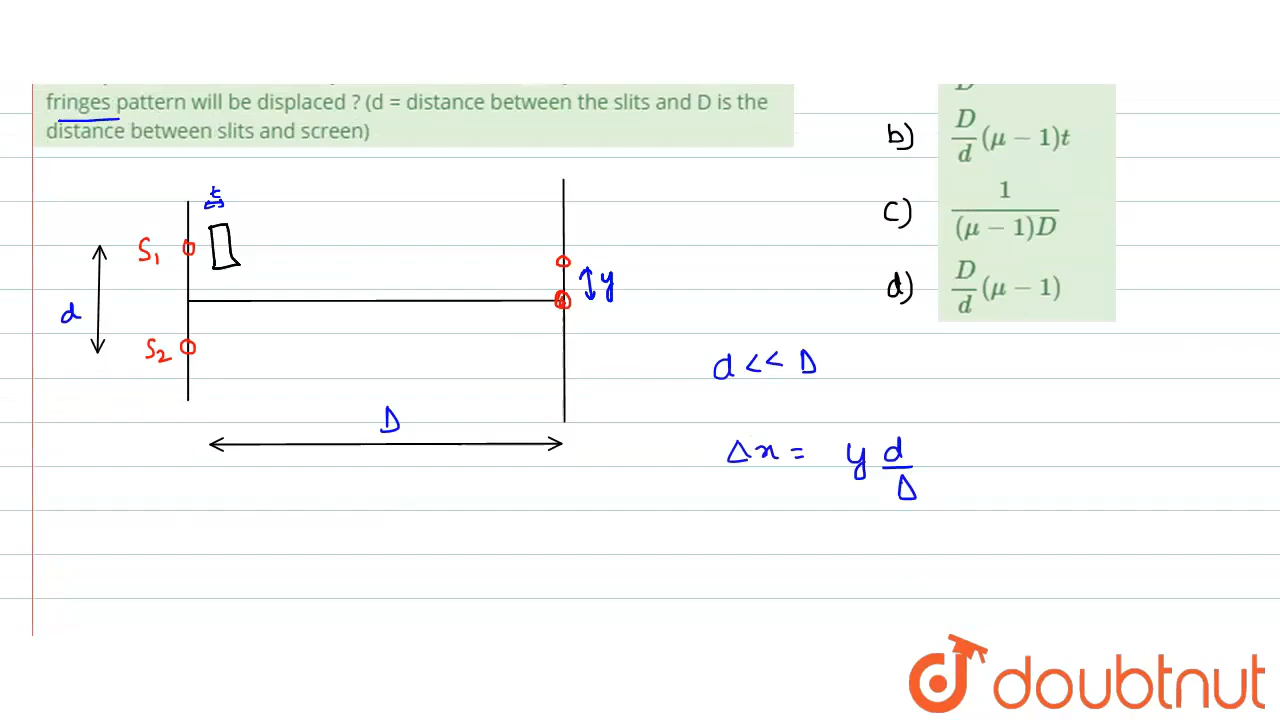 fringes pattern will be displaced ? (d = distance between the slits and D is the
distance between slits and screen)
b) D/d (μ − 1)t
c) 1/((μ − 1)D)
d) D/d (μ − 1)
t
S1
d
S2
y
D
d << D
Δx = y d/D
doubtnut